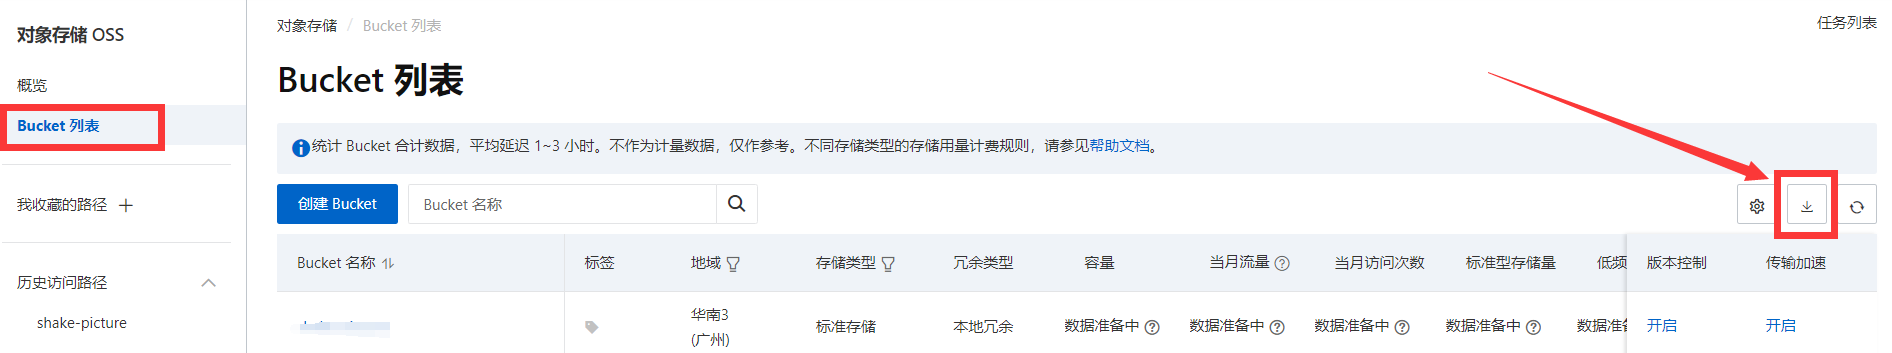 对象存储 OSS
概览
Bucket 列表
我收藏的路径
历史访问路径
shake-picture
对象存储 / Bucket 列表
任务列表
Bucket 列表
统计 Bucket 合计数据，平均延迟 1~3 小时。不作为计量数据，仅作参考。不同存储类型的存储用量计费规则，请参见帮助文档。
创建 Bucket
Bucket 名称
Bucket 名称 标签 地域 存储类型 冗余类型 容量 当月流量 当月访问次数 标准型存储量 低频 版本控制 传输加速
华南3
(广州)
标准存储 本地冗余 数据准备中 数据准备中 数据准备中 数据准备中 数据准备 开启 开启